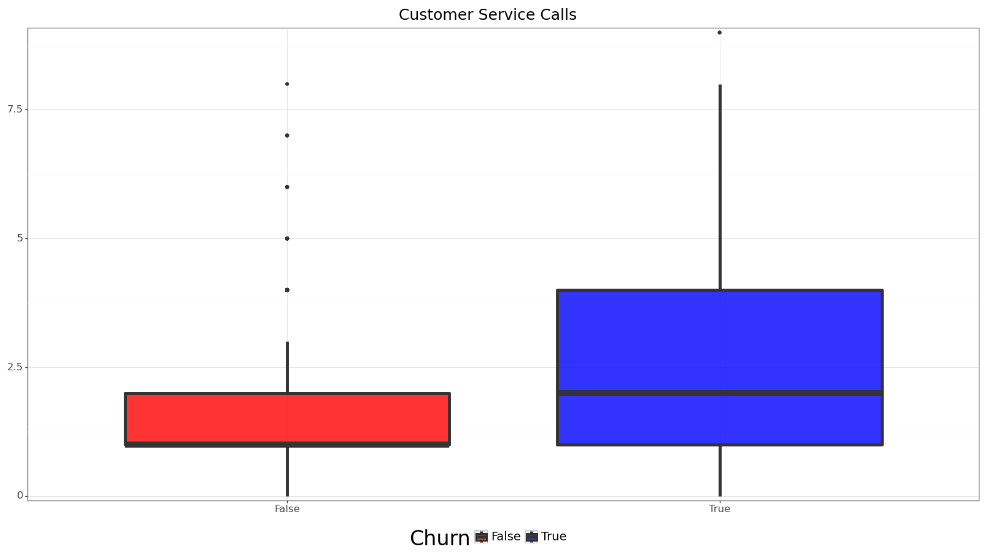 Customer Service Calls
7.5
5
2.5
0
False True
Churn False True